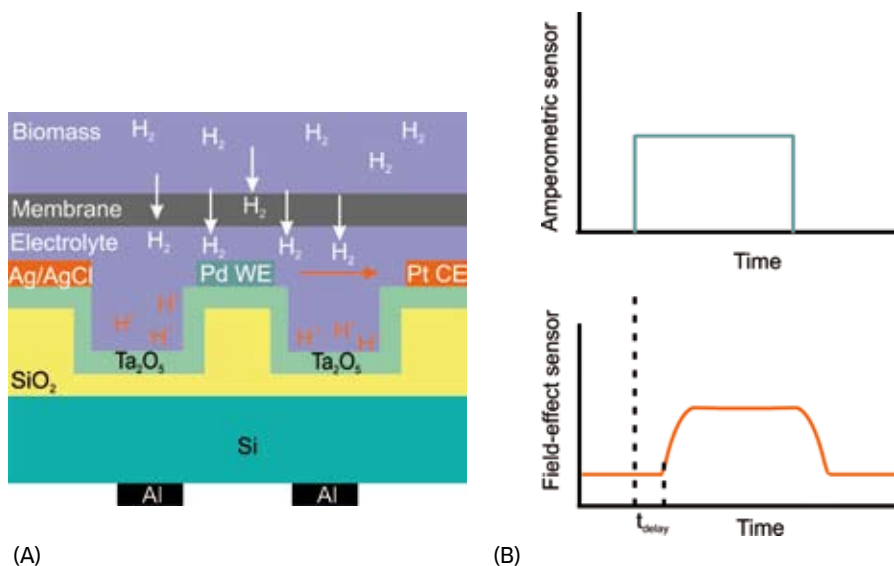 Biomass
H₂
H₂
H₂
H₂
H₂
Membrane
H₂
Electrolyte
H₂
H₂
H₂
H₂
Ag/AgCl
Pd WE
Pt CE
H⁺
H⁺
H⁺
H⁺
H⁺
H⁺
Ta₂O₅
Ta₂O₅
SiO₂
Si
Al
Al
(A)
Amperometric sensor
Time
Field-effect sensor
t_delay
Time
(B)